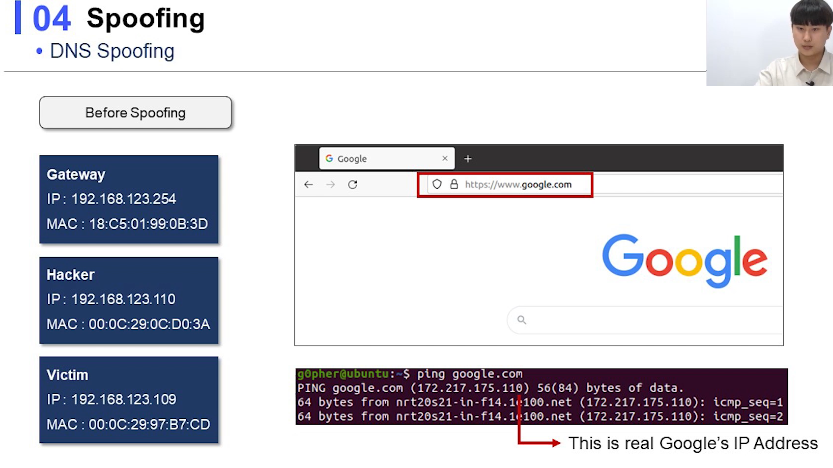 04 Spoofing
• DNS Spoofing
Before Spoofing
Gateway
IP : 192.168.123.254
MAC : 18:C5:01:99:0B:3D
Hacker
IP : 192.168.123.110
MAC : 00:0C:29:0C:D0:3A
Victim
IP : 192.168.123.109
MAC : 00:0C:29:97:B7:CD
G Google × +
https://www.google.com
Google
g0pher@ubuntu:~$ ping google.com
PING google.com (172.217.175.110) 56(84) bytes of data.
64 bytes from nrt20s21-in-f14.1e100.net (172.217.175.110): icmp_seq=1
64 bytes from nrt20s21-in-f14.1e100.net (172.217.175.110): icmp_seq=2
This is real Google's IP Address